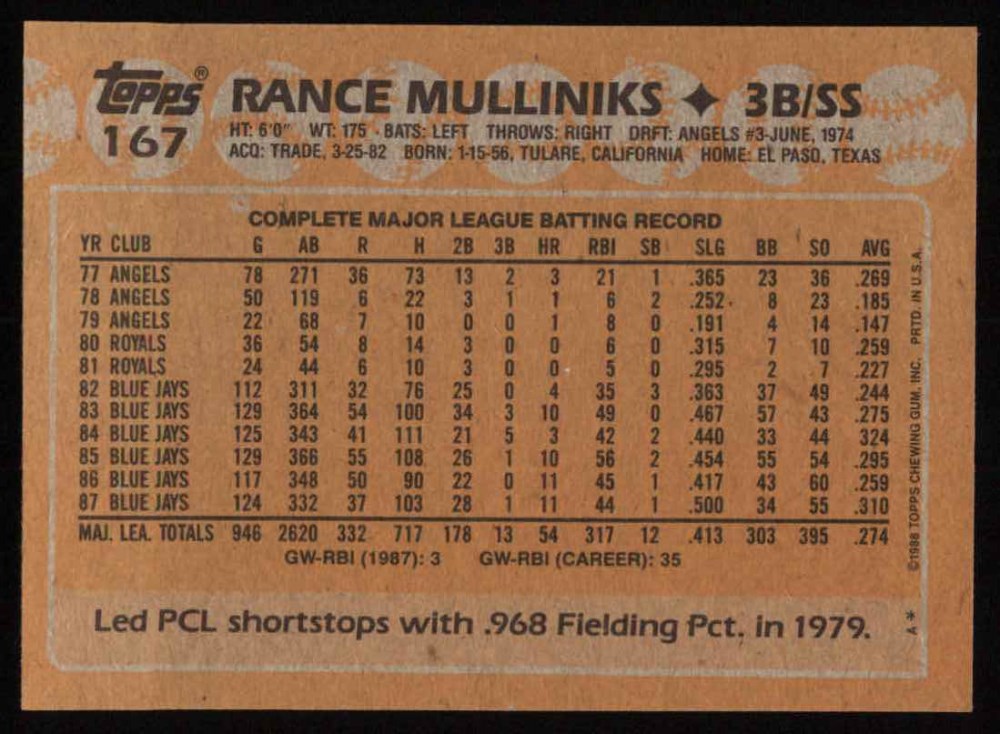 Topps® RANCE MULLINIKS ✦ 3B/SS
167 HT: 6'0" WT: 175 BATS: LEFT THROWS: RIGHT DRFT: ANGELS #3-JUNE, 1974
ACQ: TRADE, 3-25-82 BORN: 1-15-56, TULARE, CALIFORNIA HOME: EL PASO, TEXAS
COMPLETE MAJOR LEAGUE BATTING RECORD
YR CLUB G AB R H 2B 3B HR RBI SB SLG BB SO AVG
77 ANGELS 78 271 36 73 13 2 3 21 1 .365 23 36 .269
78 ANGELS 50 119 6 22 3 1 1 6 2 .252 8 23 .185
79 ANGELS 22 68 7 10 0 0 1 8 0 .191 4 14 .147
80 ROYALS 36 54 8 14 3 0 0 6 0 .315 7 10 .259
81 ROYALS 24 44 6 10 3 0 0 5 0 .295 2 7 .227
82 BLUE JAYS 112 311 32 76 25 0 4 35 3 .363 37 49 .244
83 BLUE JAYS 129 364 54 100 34 3 10 49 0 .467 57 43 .275
84 BLUE JAYS 125 343 41 111 21 5 3 42 2 .440 33 44 .324
85 BLUE JAYS 129 366 55 108 26 1 10 56 2 .454 55 54 .295
86 BLUE JAYS 117 348 50 90 22 0 11 45 1 .417 43 60 .259
87 BLUE JAYS 124 332 37 103 28 1 11 44 1 .500 34 55 .310
MAJ. LEA. TOTALS 946 2620 332 717 178 13 54 317 12 .413 303 395 .274
GW-RBI (1987): 3 GW-RBI (CAREER): 35
Led PCL shortstops with .968 Fielding Pct. in 1979.
©1988 TOPPS CHEWING GUM, INC. PRTD. IN U.S.A.
A*